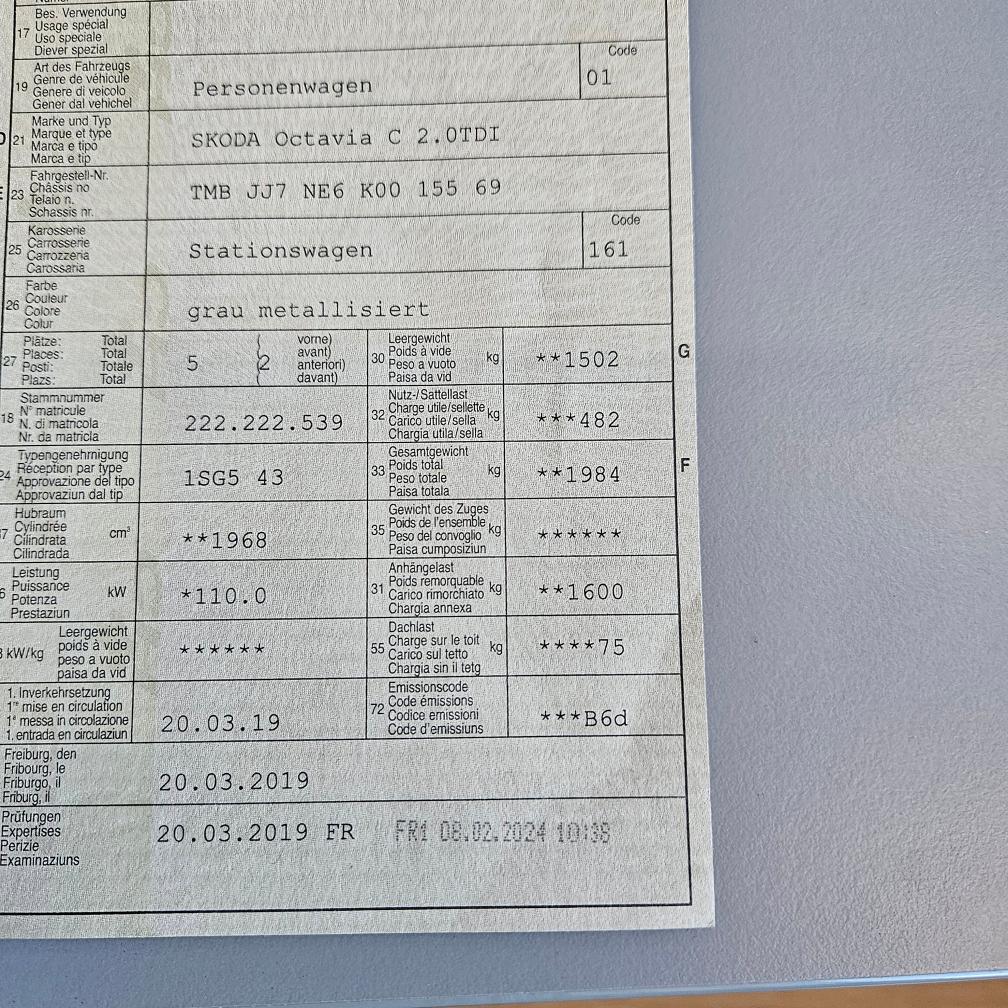 Bes. Verwendung
17 Usage spécial
Uso speciale
Diever spezial
Art des Fahrzeugs
19 Genre de véhicule
Genere di veicolo
Gener dal vehichel
Personenwagen
Code
01
Marke und Typ
21 Marque et type
Marca e tipo
Marca e tip
SKODA Octavia C 2.0TDI
Fahrgestell-Nr.
23 Châssis no
Telaio n.
Schassis nr.
TMB JJ7 NE6 K00 155 69
Karosserie
25 Carrosserie
Carrozzeria
Carossaria
Stationswagen
Code
161
Farbe
26 Couleur
Colore
Colur
grau metallisiert
Plätze: Total
27 Places: Total
Posti: Totale
Plazs: Total
5 ( 2 vorne)
avant)
anteriori)
davant)
Leergewicht
30 Poids à vide kg
Peso a vuoto
Paisa da vid
**1502
G
Stammnummer
18 N° matricule
N. di matricola
Nr. da matricla
222.222.539
Nutz-/Sattellast
32 Charge utile/sellette kg
Carico utile/sella
Chargia utila/sella
***482
Typengenehmigung
24 Réception par type
Approvazione del tipo
Approvaziun dal tip
1SG5 43
Gesamtgewicht
33 Poids total kg
Peso totale
Paisa totala
**1984
F
Hubraum
7 Cylindrée cm³
Cilindrata
Cilindrada
**1968
Gewicht des Zuges
35 Poids de l'ensemble kg
Peso del convoglio
Paisa cumposiziun
******
Leistung
6 Puissance kW
Potenza
Prestaziun
*110.0
Anhängelast
31 Poids remorquable kg
Carico rimorchiato
Chargia annexa
**1600
Leergewicht
kW/kg poids à vide
peso a vuoto
paisa da vid
******
Dachlast
55 Charge sur le toit kg
Carico sul tetto
Chargia sin il tetg
****75
1. Inverkehrsetzung
1re mise en circulation
1a messa in circolazione
1. entrada en circulaziun
20.03.19
Emissionscode
72 Code émissions
Codice emissioni
Code d'emissiuns
***B6d
Freiburg, den
Fribourg, le
Friburgo, il
Friburg, il
20.03.2019
Prüfungen
Expertises
Perizie
Examinaziuns
20.03.2019 FR FR1 08.02.2024 10:38